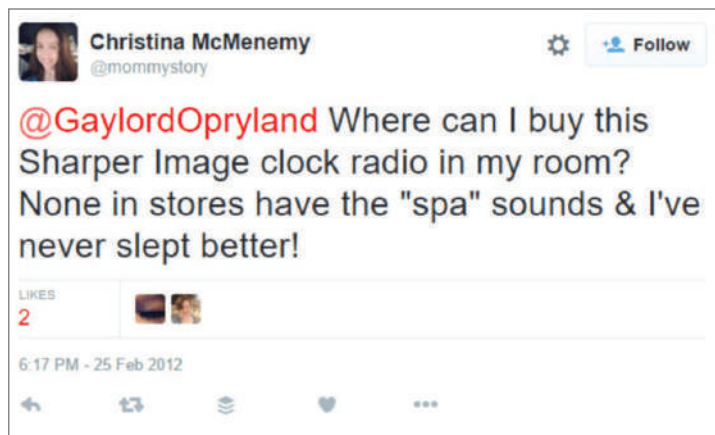 Christina McMenemy
@mommystory
Follow
@GaylordOpryland Where can I buy this
Sharper Image clock radio in my room?
None in stores have the "spa" sounds & I've
never slept better!
LIKES
2
6:17 PM - 25 Feb 2012